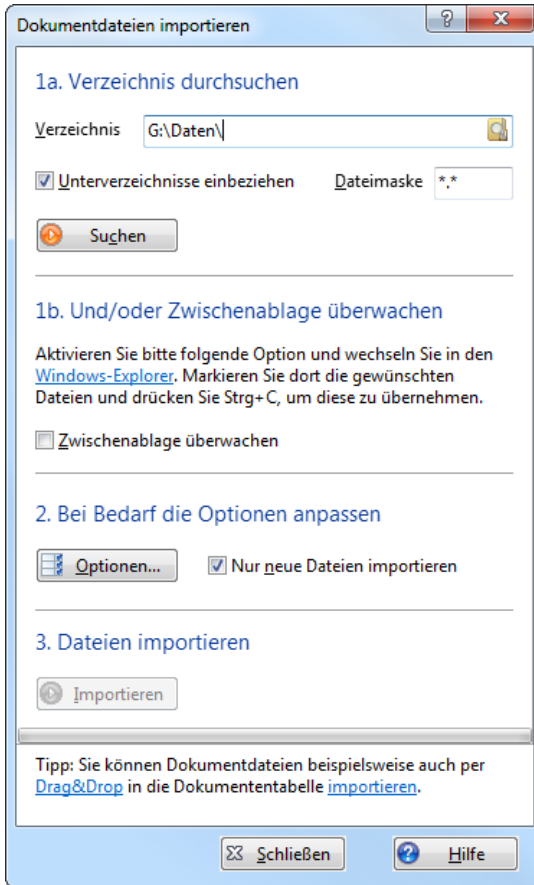 Dokumentdateien importieren
1a. Verzeichnis durchsuchen
Verzeichnis G:\Daten\
Unterverzeichnisse einbeziehen Dateimaske *.*
Suchen
1b. Und/oder Zwischenablage überwachen
Aktivieren Sie bitte folgende Option und wechseln Sie in den
Windows-Explorer. Markieren Sie dort die gewünschten
Dateien und drücken Sie Strg+C, um diese zu übernehmen.
Zwischenablage überwachen
2. Bei Bedarf die Optionen anpassen
Optionen... Nur neue Dateien importieren
3. Dateien importieren
Importieren
Tipp: Sie können Dokumentdateien beispielsweise auch per
Drag&Drop in die Dokumententabelle importieren.
Schließen Hilfe